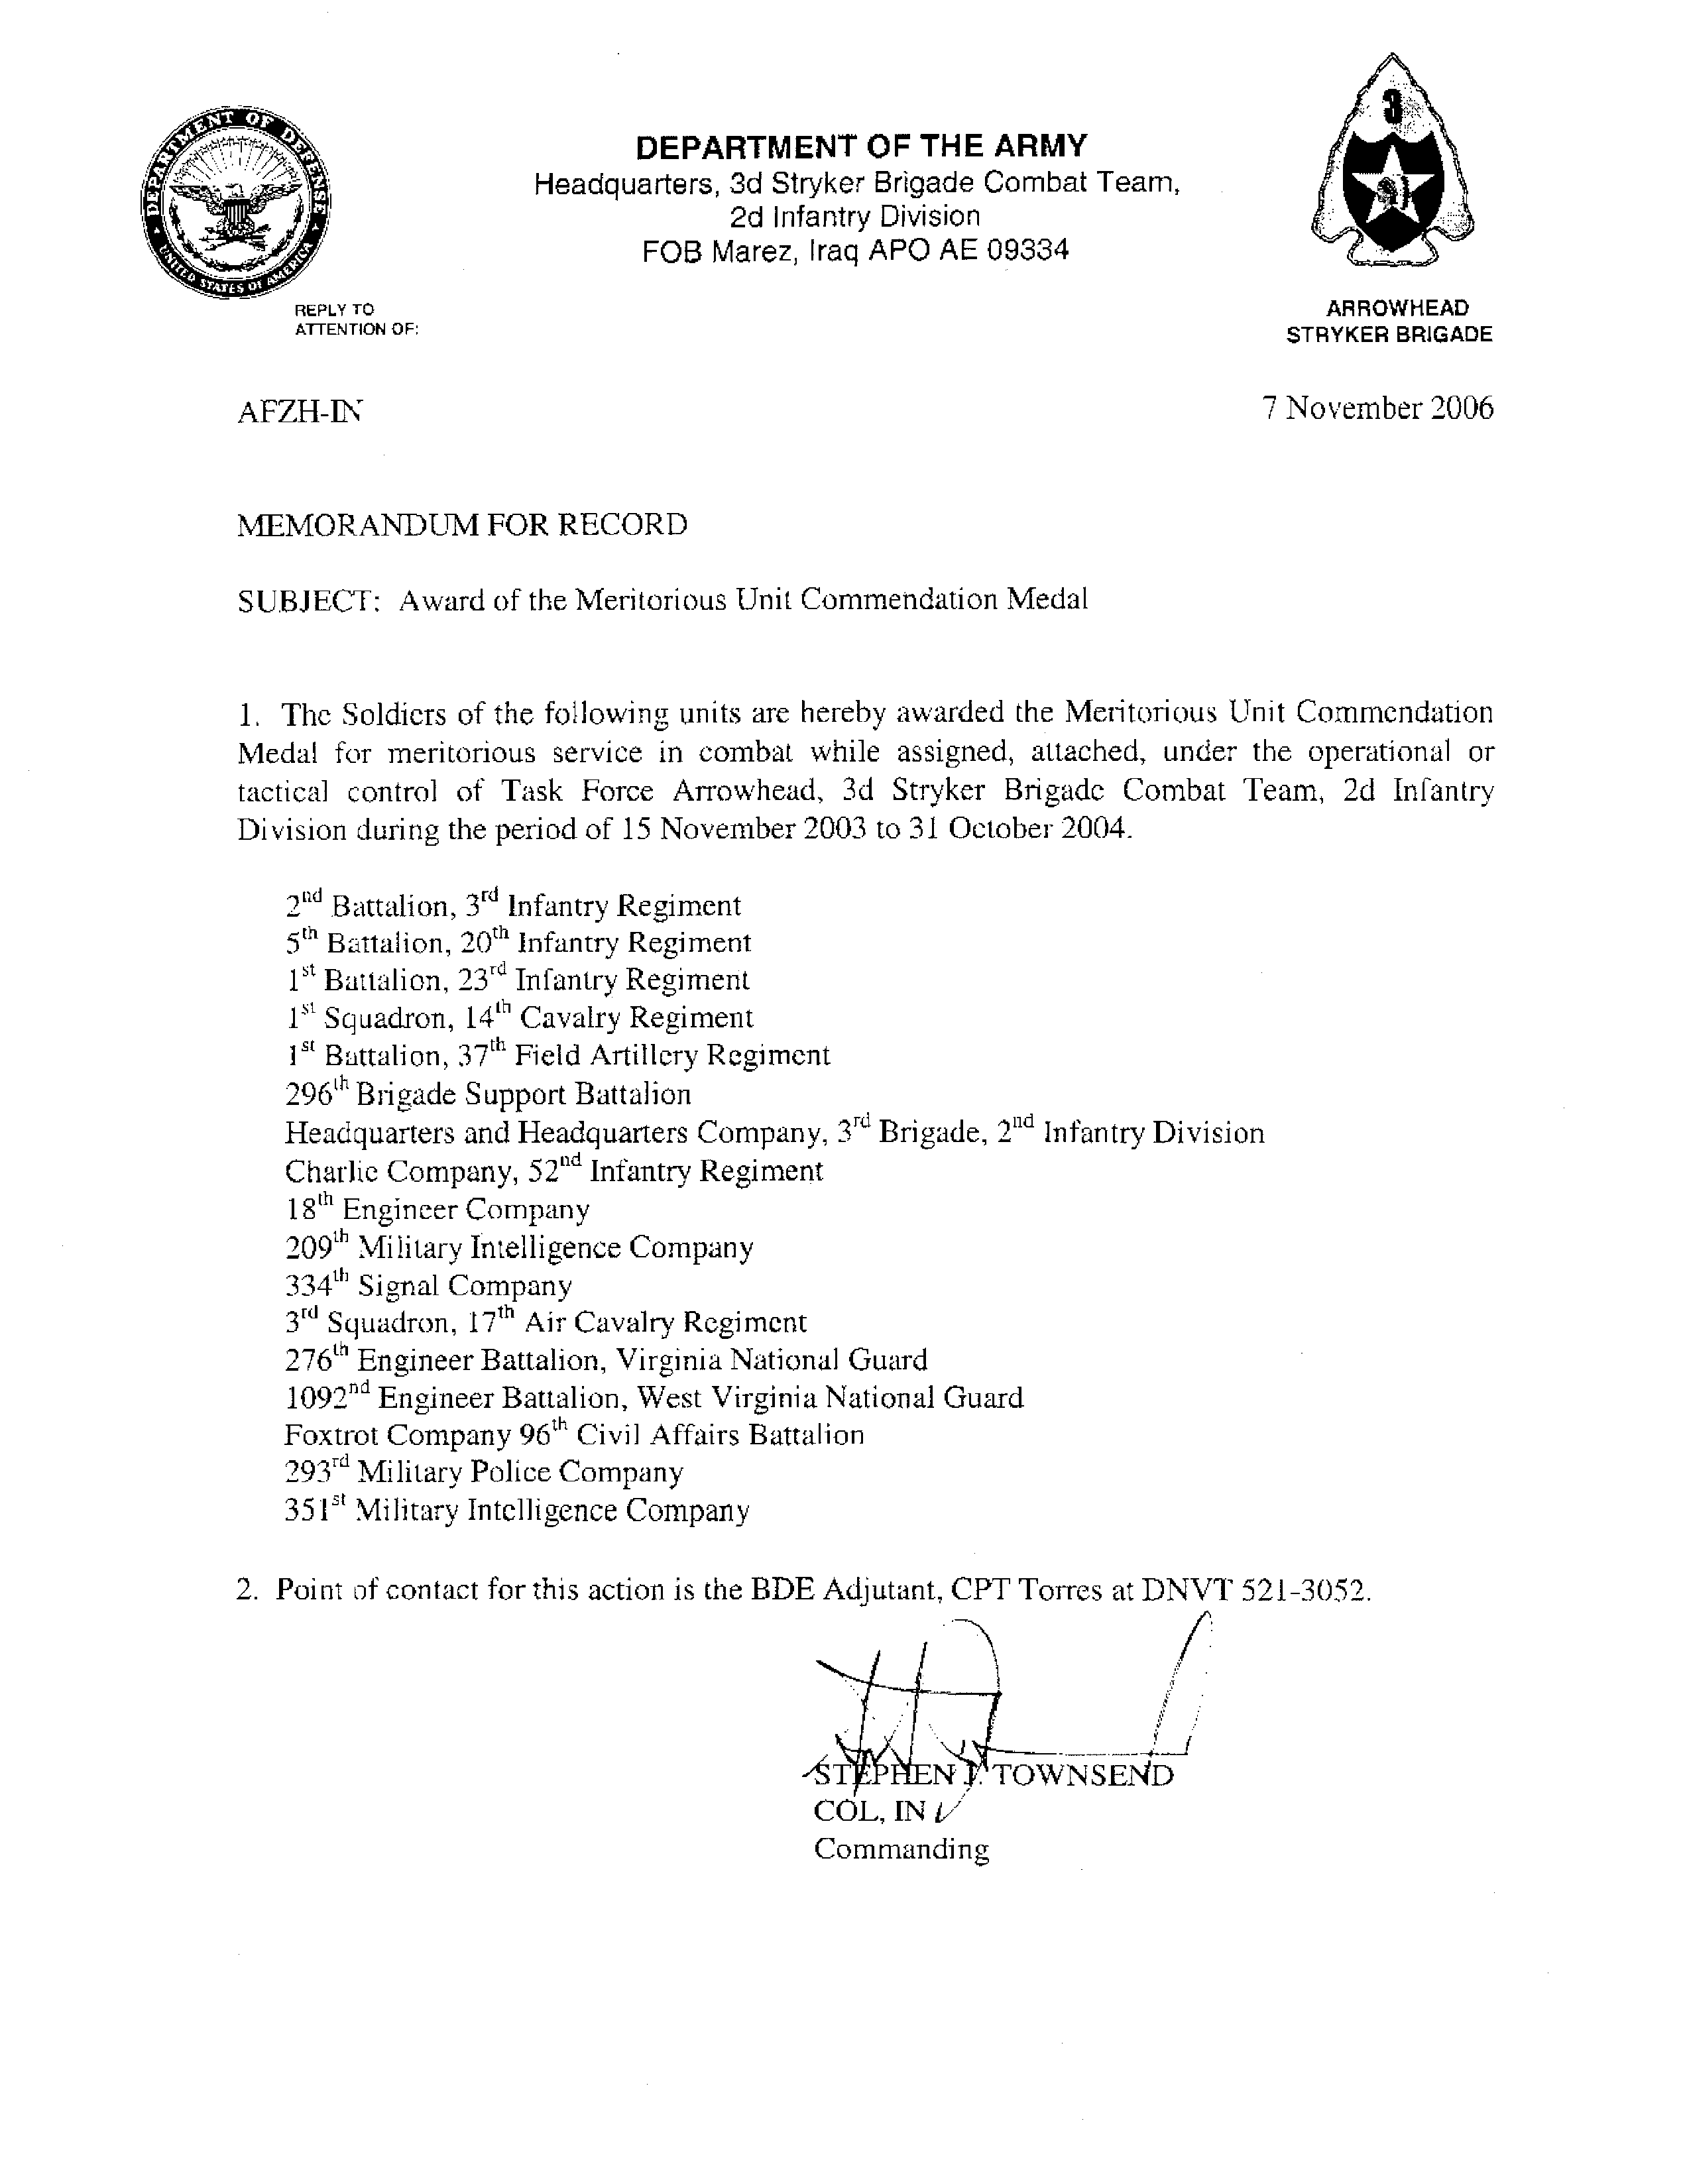 DEPARTMENT OF DEFENSE
UNITED STATES OF AMERICA
3
DEPARTMENT OF THE ARMY
Headquarters, 3d Stryker Brigade Combat Team,
2d Infantry Division
FOB Marez, Iraq APO AE 09334
REPLY TO
ATTENTION OF:
ARROWHEAD
STRYKER BRIGADE
AFZH-IN
7 November 2006
MEMORANDUM FOR RECORD
SUBJECT: Award of the Meritorious Unit Commendation Medal
1. The Soldiers of the following units are hereby awarded the Meritorious Unit Commendation
Medal for meritorious service in combat while assigned, attached, under the operational or
tactical control of Task Force Arrowhead, 3d Stryker Brigade Combat Team, 2d Infantry
Division during the period of 15 November 2003 to 31 October 2004.
2nd Battalion, 3rd Infantry Regiment
5th Battalion, 20th Infantry Regiment
1st Battalion, 23rd Infantry Regiment
1st Squadron, 14th Cavalry Regiment
1st Battalion, 37th Field Artillery Regiment
296th Brigade Support Battalion
Headquarters and Headquarters Company, 3rd Brigade, 2nd Infantry Division
Charlie Company, 52nd Infantry Regiment
18th Engineer Company
209th Military Intelligence Company
334th Signal Company
3rd Squadron, 17th Air Cavalry Regiment
276th Engineer Battalion, Virginia National Guard
1092nd Engineer Battalion, West Virginia National Guard
Foxtrot Company 96th Civil Affairs Battalion
293rd Military Police Company
351st Military Intelligence Company
2. Point of contact for this action is the BDE Adjutant, CPT Torres at DNVT 521-3052.
STEPHEN J. TOWNSEND
COL, IN
Commanding